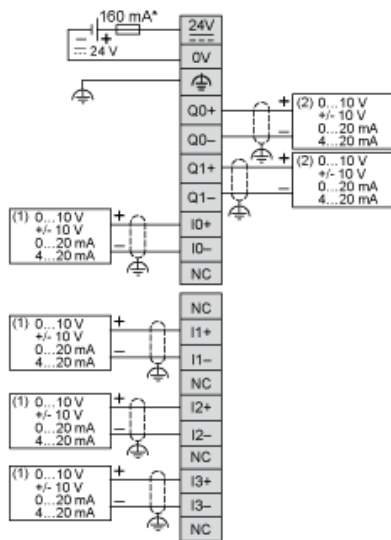 160 mA*
24V
− + 24 V
0V
Q0+
+ (2) 0...10 V
+/- 10 V
Q0–
− 0...20 mA
4...20 mA
Q1+
+ (2) 0...10 V
+/- 10 V
Q1–
− 0...20 mA
4...20 mA
(1) 0...10 V +
I0+
+/- 10 V
0...20 mA −
I0–
4...20 mA
NC
NC
(1) 0...10 V +
I1+
+/- 10 V
0...20 mA −
I1–
4...20 mA
NC
(1) 0...10 V +
I2+
+/- 10 V
0...20 mA −
I2–
4...20 mA
NC
(1) 0...10 V +
I3+
+/- 10 V
0...20 mA −
I3–
4...20 mA
NC